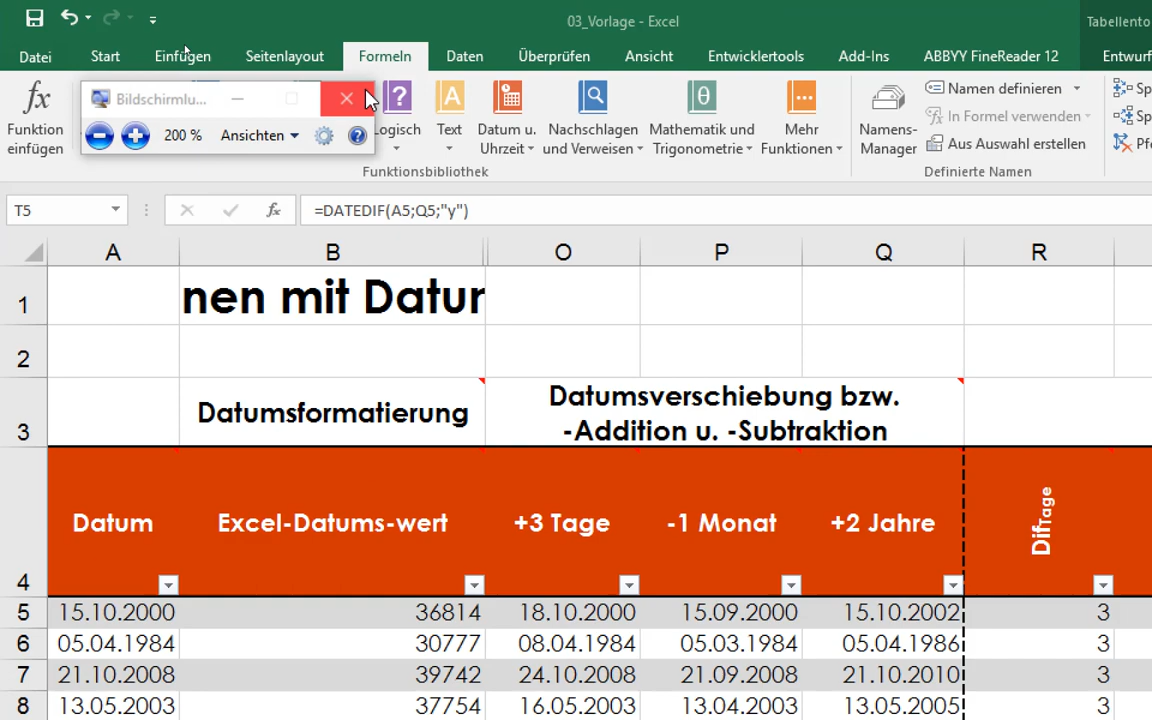 03_Vorlage - Excel
Tabellento
Datei Start Einfügen Seitenlayout Formeln Daten Überprüfen Ansicht Entwicklertools Add-Ins ABBYY FineReader 12 Entwurf
fx
Funktion
einfügen
Bildschirmlu...
200 % Ansichten
ogisch
Text
Datum u.
Uhrzeit
Nachschlagen
und Verweisen
Mathematik und
Trigonometrie
Mehr
Funktionen
Funktionsbibliothek
Namens-
Manager
Namen definieren
In Formel verwenden
Aus Auswahl erstellen
Definierte Namen
Sp
Sp
Pfe
T5 fx =DATEDIF(A5;Q5;"y")
A B O P Q R
1 nen mit Datur
2
3 Datumsformatierung
Datumsverschiebung bzw.
-Addition u. -Subtraktion
4 Datum Excel-Datums-wert +3 Tage -1 Monat +2 Jahre DifTage
5 15.10.2000 36814 18.10.2000 15.09.2000 15.10.2002 3
6 05.04.1984 30777 08.04.1984 05.03.1984 05.04.1986 3
7 21.10.2008 39742 24.10.2008 21.09.2008 21.10.2010 3
8 13.05.2003 37754 16.05.2003 13.04.2003 13.05.2005 3